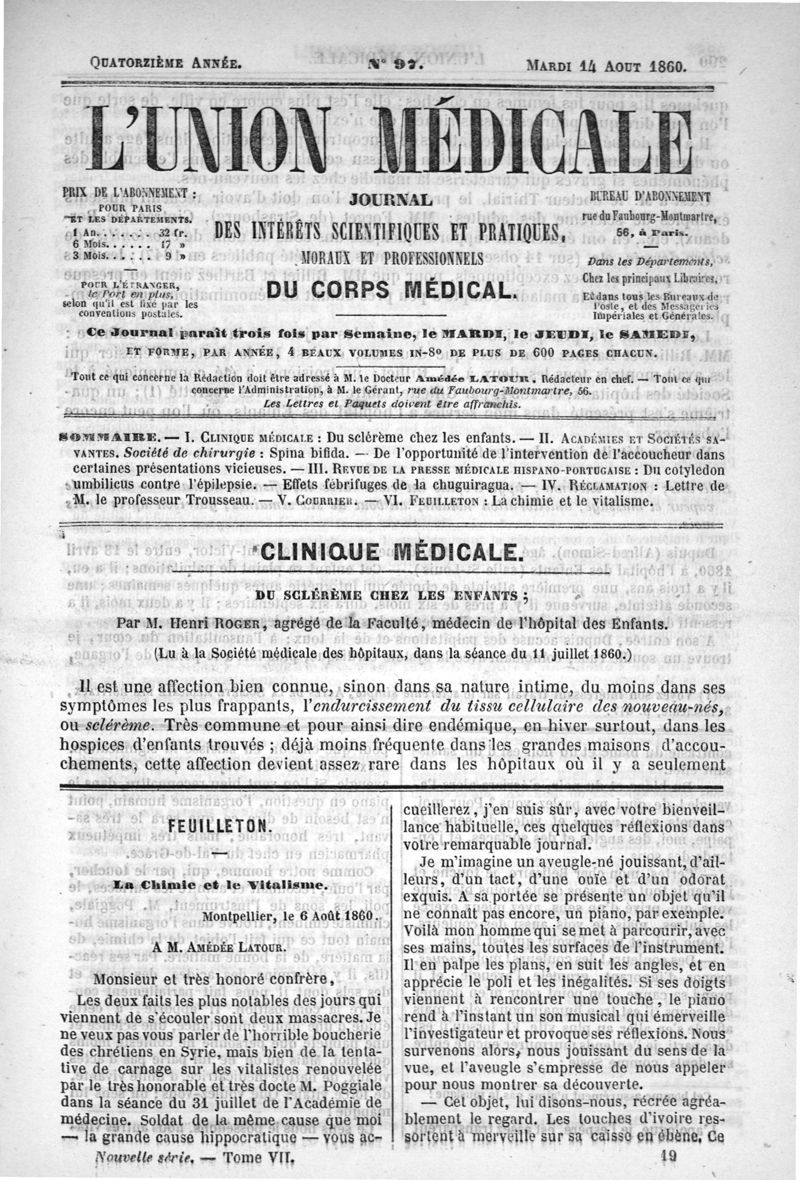 QUATORZIÈME ANNÉE.
N° 97.
MARDI 14 AOUT 1860.
L'UNION MÉDICALE
PRIX DE L'ABONNEMENT :
POUR PARIS
ET LES DÉPARTEMENTS.
1 An....... 32 fr.
6 Mois...... 17 »
3 Mois...... 9 »
POUR L'ÉTRANGER,
le Port en plus,
selon qu'il est fixé par les
conventions postales.
JOURNAL
DES INTÉRÊTS SCIENTIFIQUES ET PRATIQUES,
MORAUX ET PROFESSIONNELS
DU CORPS MÉDICAL.
BUREAU D'ABONNEMENT
rue du Faubourg-Montmartre,
56, à Paris.
Dans les Départements,
Chez les principaux Libraires,
Et dans tous les Bureaux de
Poste, et des Messageries
Impériales et Générales.
Ce Journal paraît trois fois par Semaine, le MARDI, le JEUDI, le SAMEDI,
ET FORME, PAR ANNÉE, 4 BEAUX VOLUMES IN-8° DE PLUS DE 600 PAGES CHACUN.
Tout ce qui concerne la Rédaction doit être adressé à M. le Docteur Amédée LATOUR, Rédacteur en chef. — Tout ce qui
concerne l'Administration, à M. le Gérant, rue du Faubourg-Montmartre, 56.
Les Lettres et Paquets doivent être affranchis.
SOMMAIRE. — I. CLINIQUE MÉDICALE : Du sclérème chez les enfants. — II. ACADÉMIES ET SOCIÉTÉS SA-
VANTES. Société de chirurgie : Spina bifida. — De l'opportunité de l'intervention de l'accoucheur dans
certaines présentations vicieuses. — III. REVUE DE LA PRESSE MÉDICALE HISPANO-PORTUGAISE : Du cotyledon
umbilicus contre l'épilepsie. — Effets fébrifuges de la chuguiragua. — IV. RÉCLAMATION : Lettre de
M. le professeur Trousseau. — V. COURRIER. — VI. FEUILLETON : La chimie et le vitalisme.
CLINIQUE MÉDICALE.
DU SCLÉRÈME CHEZ LES ENFANTS ;
Par M. Henri ROGER, agrégé de la Faculté, médecin de l'hôpital des Enfants.
(Lu à la Société médicale des hôpitaux, dans la séance du 11 juillet 1860.)
Il est une affection bien connue, sinon dans sa nature intime, du moins dans ses
symptômes les plus frappants, l'endurcissement du tissu cellulaire des nouveau-nés,
ou sclérème. Très commune et pour ainsi dire endémique, en hiver surtout, dans les
hospices d'enfants trouvés ; déjà moins fréquente dans les grandes maisons d'accou-
chements, cette affection devient assez rare dans les hôpitaux où il y a seulement
FEUILLETON.
La Chimie et le Vitalisme.
Montpellier, le 6 Août 1860.
A M. AMÉDÉE LATOUR.
Monsieur et très honoré confrère,
Les deux faits les plus notables des jours qui
viennent de s'écouler sont deux massacres. Je
ne veux pas vous parler de l'horrible boucherie
des chrétiens en Syrie, mais bien de la tenta-
tive de carnage sur les vitalistes renouvelée
par le très honorable et très docte M. Poggiale
dans la séance du 31 juillet de l'Académie de
médecine. Soldat de la même cause que moi
— la grande cause hippocratique — vous ac-
cueillerez, j'en suis sûr, avec votre bienveil-
lance habituelle, ces quelques réflexions dans
votre remarquable journal.
Je m'imagine un aveugle-né jouissant, d'ail-
leurs, d'un tact, d'une ouïe et d'un odorat
exquis. A sa portée se présente un objet qu'il
ne connaît pas encore, un piano, par exemple.
Voilà mon homme qui se met à parcourir, avec
ses mains, toutes les surfaces de l'instrument.
Il en palpe les plans, en suit les angles, et en
apprécie le poli et les inégalités. Si ses doigts
viennent à rencontrer une touche, le piano
rend à l'instant un son musical qui émerveille
l'investigateur et provoque ses réflexions. Nous
survenons alors, nous jouissant du sens de la
vue, et l'aveugle s'empresse de nous appeler
pour nous montrer sa découverte.
— Cet objet, lui disons-nous, récrée agréa-
blement le regard. Les touches d'ivoire res-
sortent à merveille sur sa caisse en ébène. Ce
Nouvelle série. — Tome VII.
19